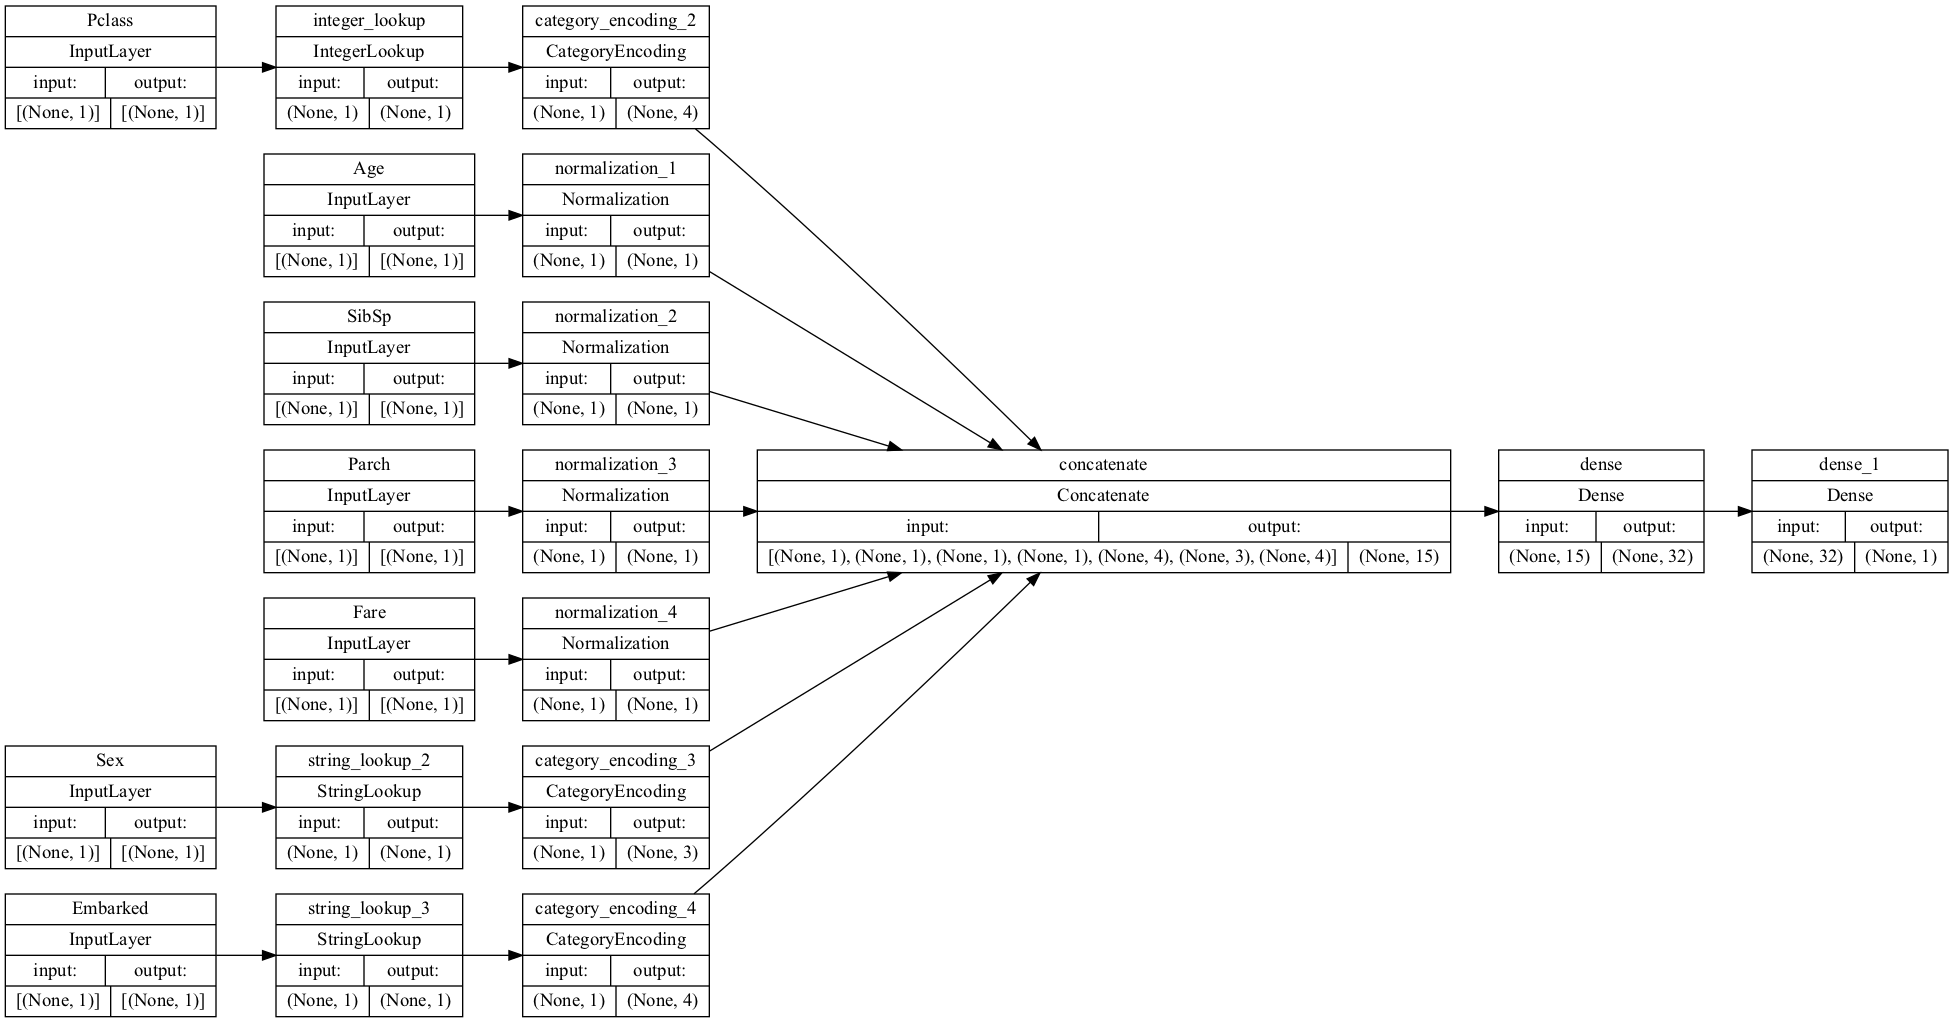 Pclass
InputLayer
input: output:
[(None, 1)] [(None, 1)]
integer_lookup
IntegerLookup
input: output:
(None, 1) (None, 1)
category_encoding_2
CategoryEncoding
input: output:
(None, 1) (None, 4)
Age
InputLayer
input: output:
[(None, 1)] [(None, 1)]
normalization_1
Normalization
input: output:
(None, 1) (None, 1)
SibSp
InputLayer
input: output:
[(None, 1)] [(None, 1)]
normalization_2
Normalization
input: output:
(None, 1) (None, 1)
Parch
InputLayer
input: output:
[(None, 1)] [(None, 1)]
normalization_3
Normalization
input: output:
(None, 1) (None, 1)
concatenate
Concatenate
input: output:
[(None, 1), (None, 1), (None, 1), (None, 1), (None, 4), (None, 3), (None, 4)] (None, 15)
dense
Dense
input: output:
(None, 15) (None, 32)
dense_1
Dense
input: output:
(None, 32) (None, 1)
Fare
InputLayer
input: output:
[(None, 1)] [(None, 1)]
normalization_4
Normalization
input: output:
(None, 1) (None, 1)
Sex
InputLayer
input: output:
[(None, 1)] [(None, 1)]
string_lookup_2
StringLookup
input: output:
(None, 1) (None, 1)
category_encoding_3
CategoryEncoding
input: output:
(None, 1) (None, 3)
Embarked
InputLayer
input: output:
[(None, 1)] [(None, 1)]
string_lookup_3
StringLookup
input: output:
(None, 1) (None, 1)
category_encoding_4
CategoryEncoding
input: output:
(None, 1) (None, 4)